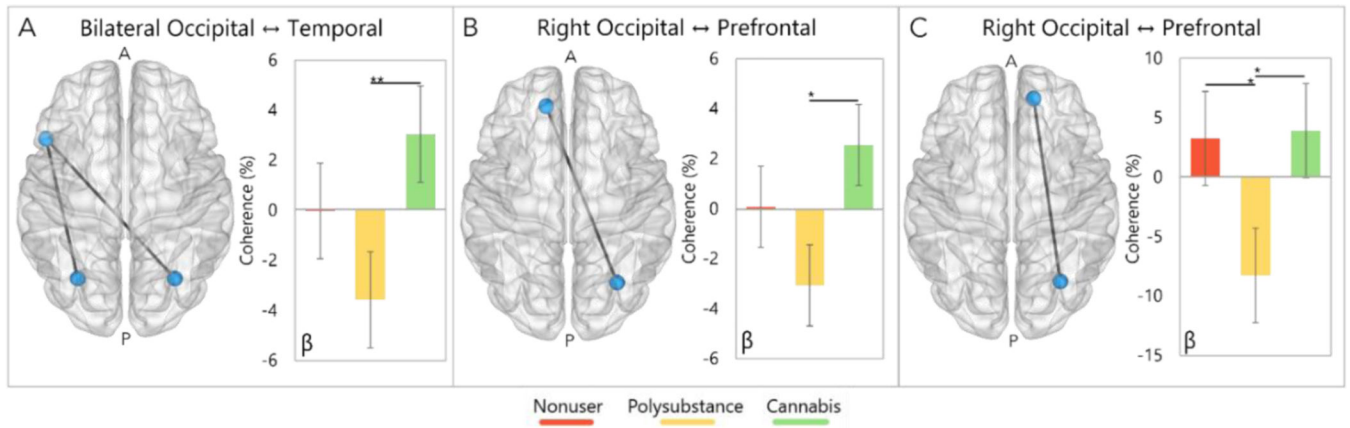 A Bilateral Occipital ↔ Temporal
A
P
Coherence (%)
6
4
2
0
-2
-4
-6
**
β
B Right Occipital ↔ Prefrontal
A
P
Coherence (%)
6
4
2
0
-2
-4
-6
*
β
C Right Occipital ↔ Prefrontal
A
P
Coherence (%)
10
5
0
-5
-10
-15
*
*
β
Nonuser Polysubstance Cannabis